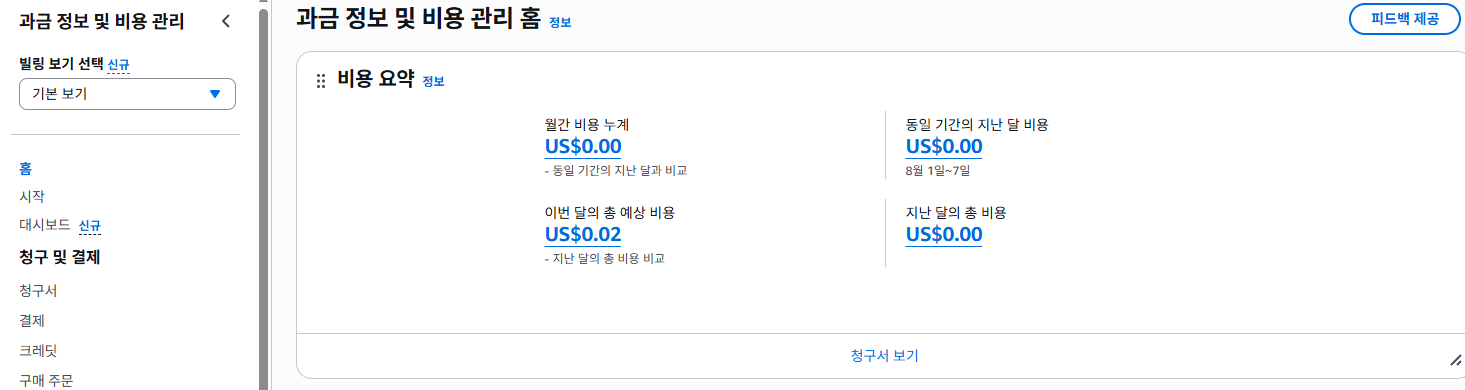 과금 정보 및 비용 관리
빌링 보기 선택 신규
기본 보기
홈
시작
대시보드 신규
청구 및 결제
청구서
결제
크레딧
구매 주문
과금 정보 및 비용 관리 홈 정보
피드백 제공
비용 요약 정보
월간 비용 누계
US$0.00
- 동일 기간의 지난 달과 비교
동일 기간의 지난 달 비용
US$0.00
8월 1일~7일
이번 달의 총 예상 비용
US$0.02
- 지난 달의 총 비용 비교
지난 달의 총 비용
US$0.00
청구서 보기